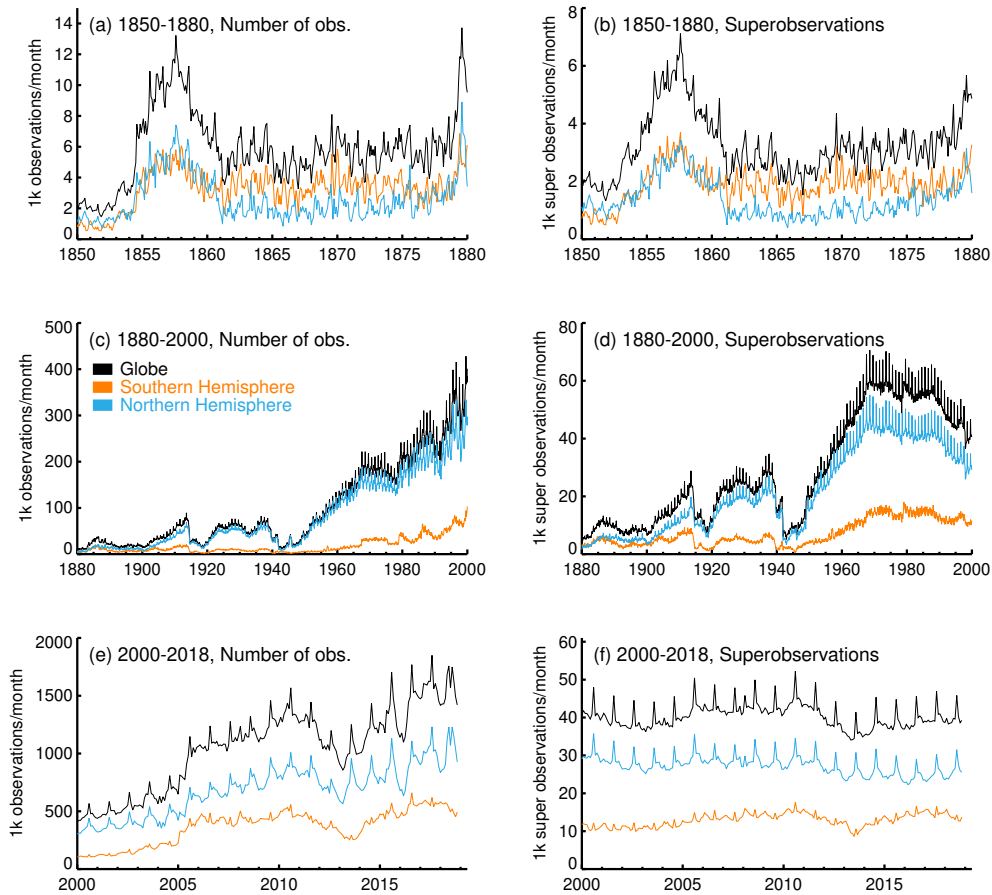 (a) 1850-1880, Number of obs.
1k observations/month
14
12
10
8
6
4
2
0
1850 1855 1860 1865 1870 1875 1880
(b) 1850-1880, Superobservations
1k super observations/month
8
6
4
2
0
1850 1855 1860 1865 1870 1875 1880
(c) 1880-2000, Number of obs.
Globe
Southern Hemisphere
Northern Hemisphere
1k observations/month
500
400
300
200
100
0
1880 1900 1920 1940 1960 1980 2000
(d) 1880-2000, Superobservations
1k super observations/month
80
60
40
20
0
1880 1900 1920 1940 1960 1980 2000
(e) 2000-2018, Number of obs.
1k observations/month
2000
1500
1000
500
0
2000 2005 2010 2015
(f) 2000-2018, Superobservations
1k super observations/month
60
50
40
30
20
10
0
2000 2005 2010 2015